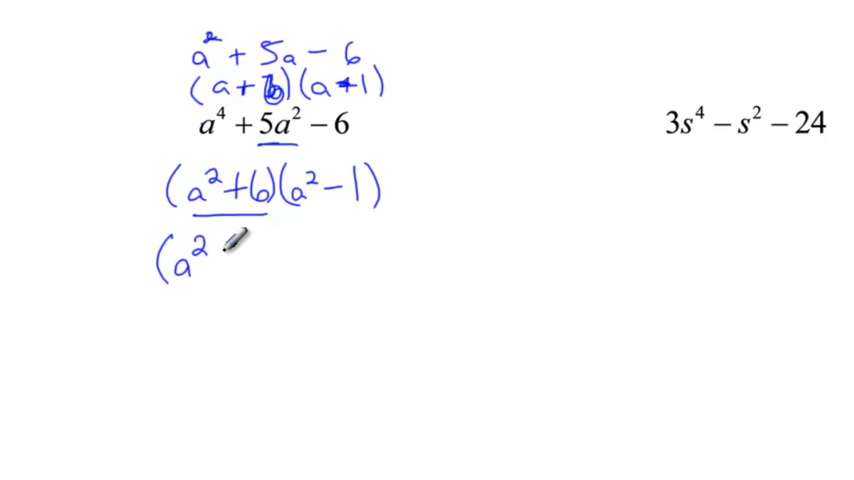 a² + 5a − 6
(a + 6)(a − 1)
a⁴ + 5a² − 6
3s⁴ − s² − 24
(a² + 6)(a² − 1)
(a²